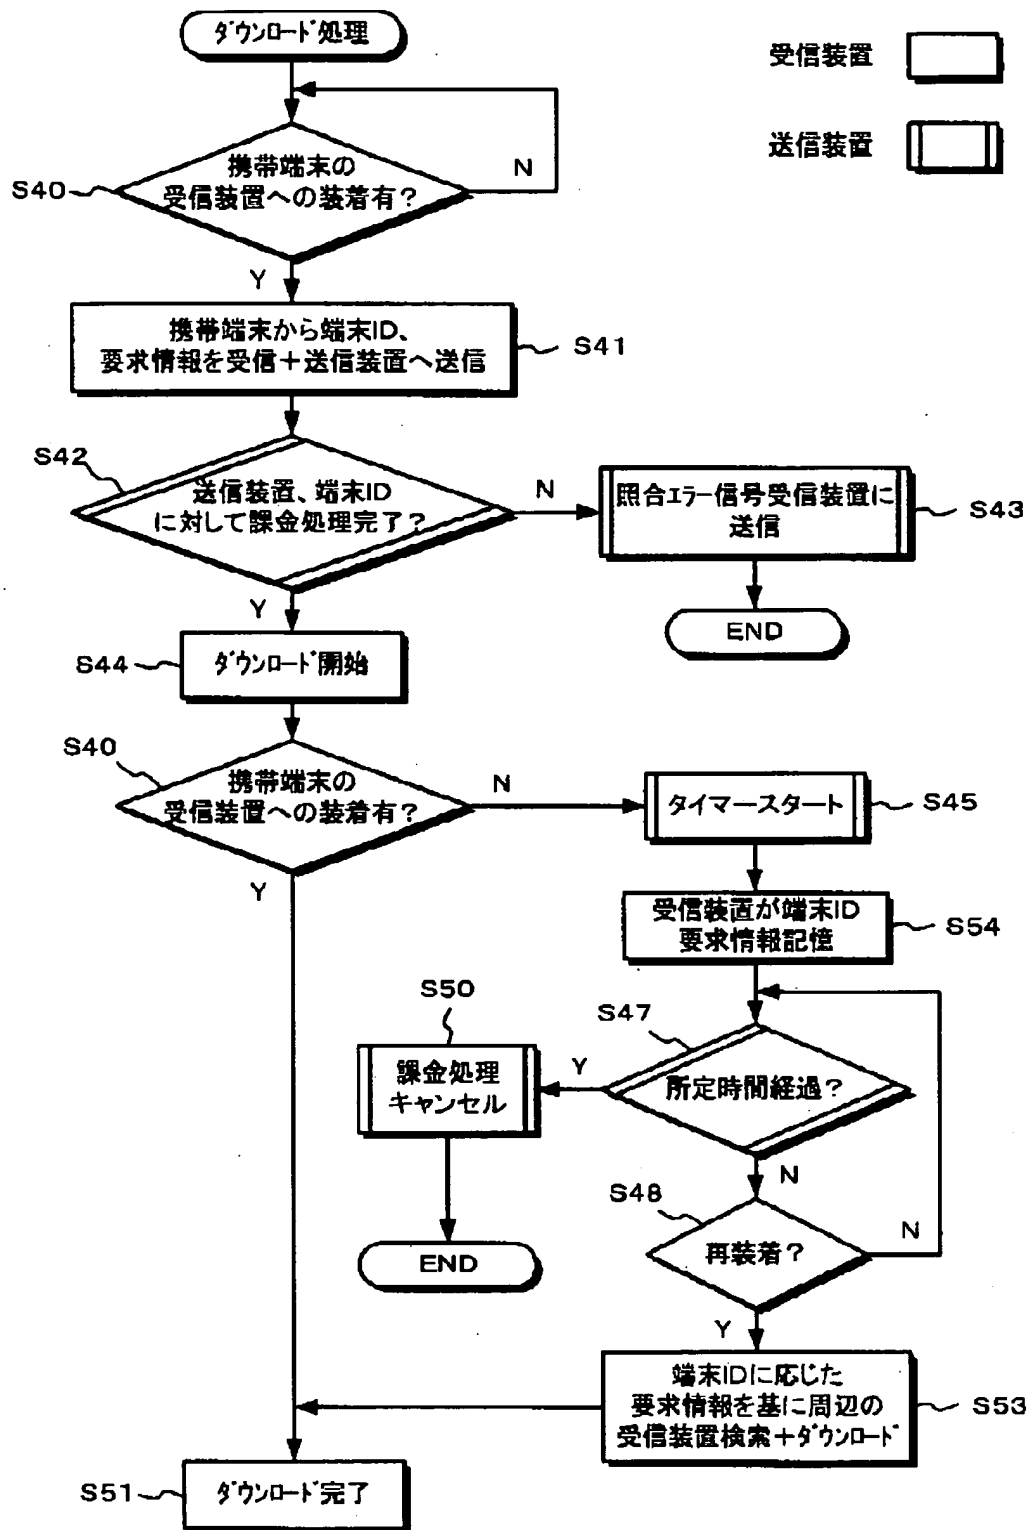 ﾀﾞｳﾝﾛｰﾄﾞ処理
受信装置
送信装置
S40
携帯端末の
受信装置への装着有？
N
Y
携帯端末から端末ID、
要求情報を受信＋送信装置へ送信
S41
S42
送信装置、端末ID
に対して課金処理完了？
N
Y
照合ｴﾗｰ信号受信装置に
送信
S43
END
S44
ﾀﾞｳﾝﾛｰﾄﾞ開始
S40
携帯端末の
受信装置への装着有？
N
Y
タイマースタート
S45
受信装置が端末ID
要求情報記憶
S54
S50
課金処理
キャンセル
END
S47
所定時間経過？
Y
N
S48
再装着？
N
Y
端末IDに応じた
要求情報を基に周辺の
受信装置検索＋ﾀﾞｳﾝﾛｰﾄﾞ
S53
S51
ﾀﾞｳﾝﾛｰﾄﾞ完了